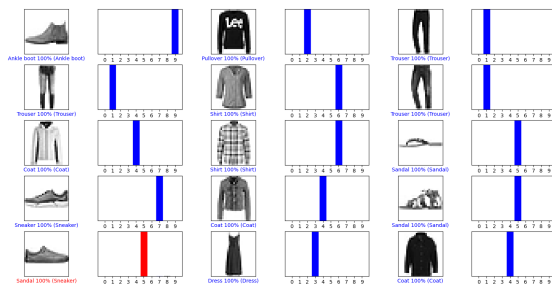 Lee
0 1 2 3 4 5 6 7 8 9
0 1 2 3 4 5 6 7 8 9
0 1 2 3 4 5 6 7 8 9
Ankle boot 100% (Ankle boot)
Pullover 100% (Pullover)
Trouser 100% (Trouser)
0 1 2 3 4 5 6 7 8 9
0 1 2 3 4 5 6 7 8 9
0 1 2 3 4 5 6 7 8 9
Trouser 100% (Trouser)
Shirt 100% (Shirt)
Trouser 100% (Trouser)
0 1 2 3 4 5 6 7 8 9
0 1 2 3 4 5 6 7 8 9
0 1 2 3 4 5 6 7 8 9
Coat 100% (Coat)
Shirt 100% (Shirt)
Sandal 100% (Sandal)
0 1 2 3 4 5 6 7 8 9
0 1 2 3 4 5 6 7 8 9
0 1 2 3 4 5 6 7 8 9
Sneaker 100% (Sneaker)
Coat 100% (Coat)
Sandal 100% (Sandal)
0 1 2 3 4 5 6 7 8 9
0 1 2 3 4 5 6 7 8 9
0 1 2 3 4 5 6 7 8 9
Sandal 100% (Sneaker)
Dress 100% (Dress)
Coat 100% (Coat)